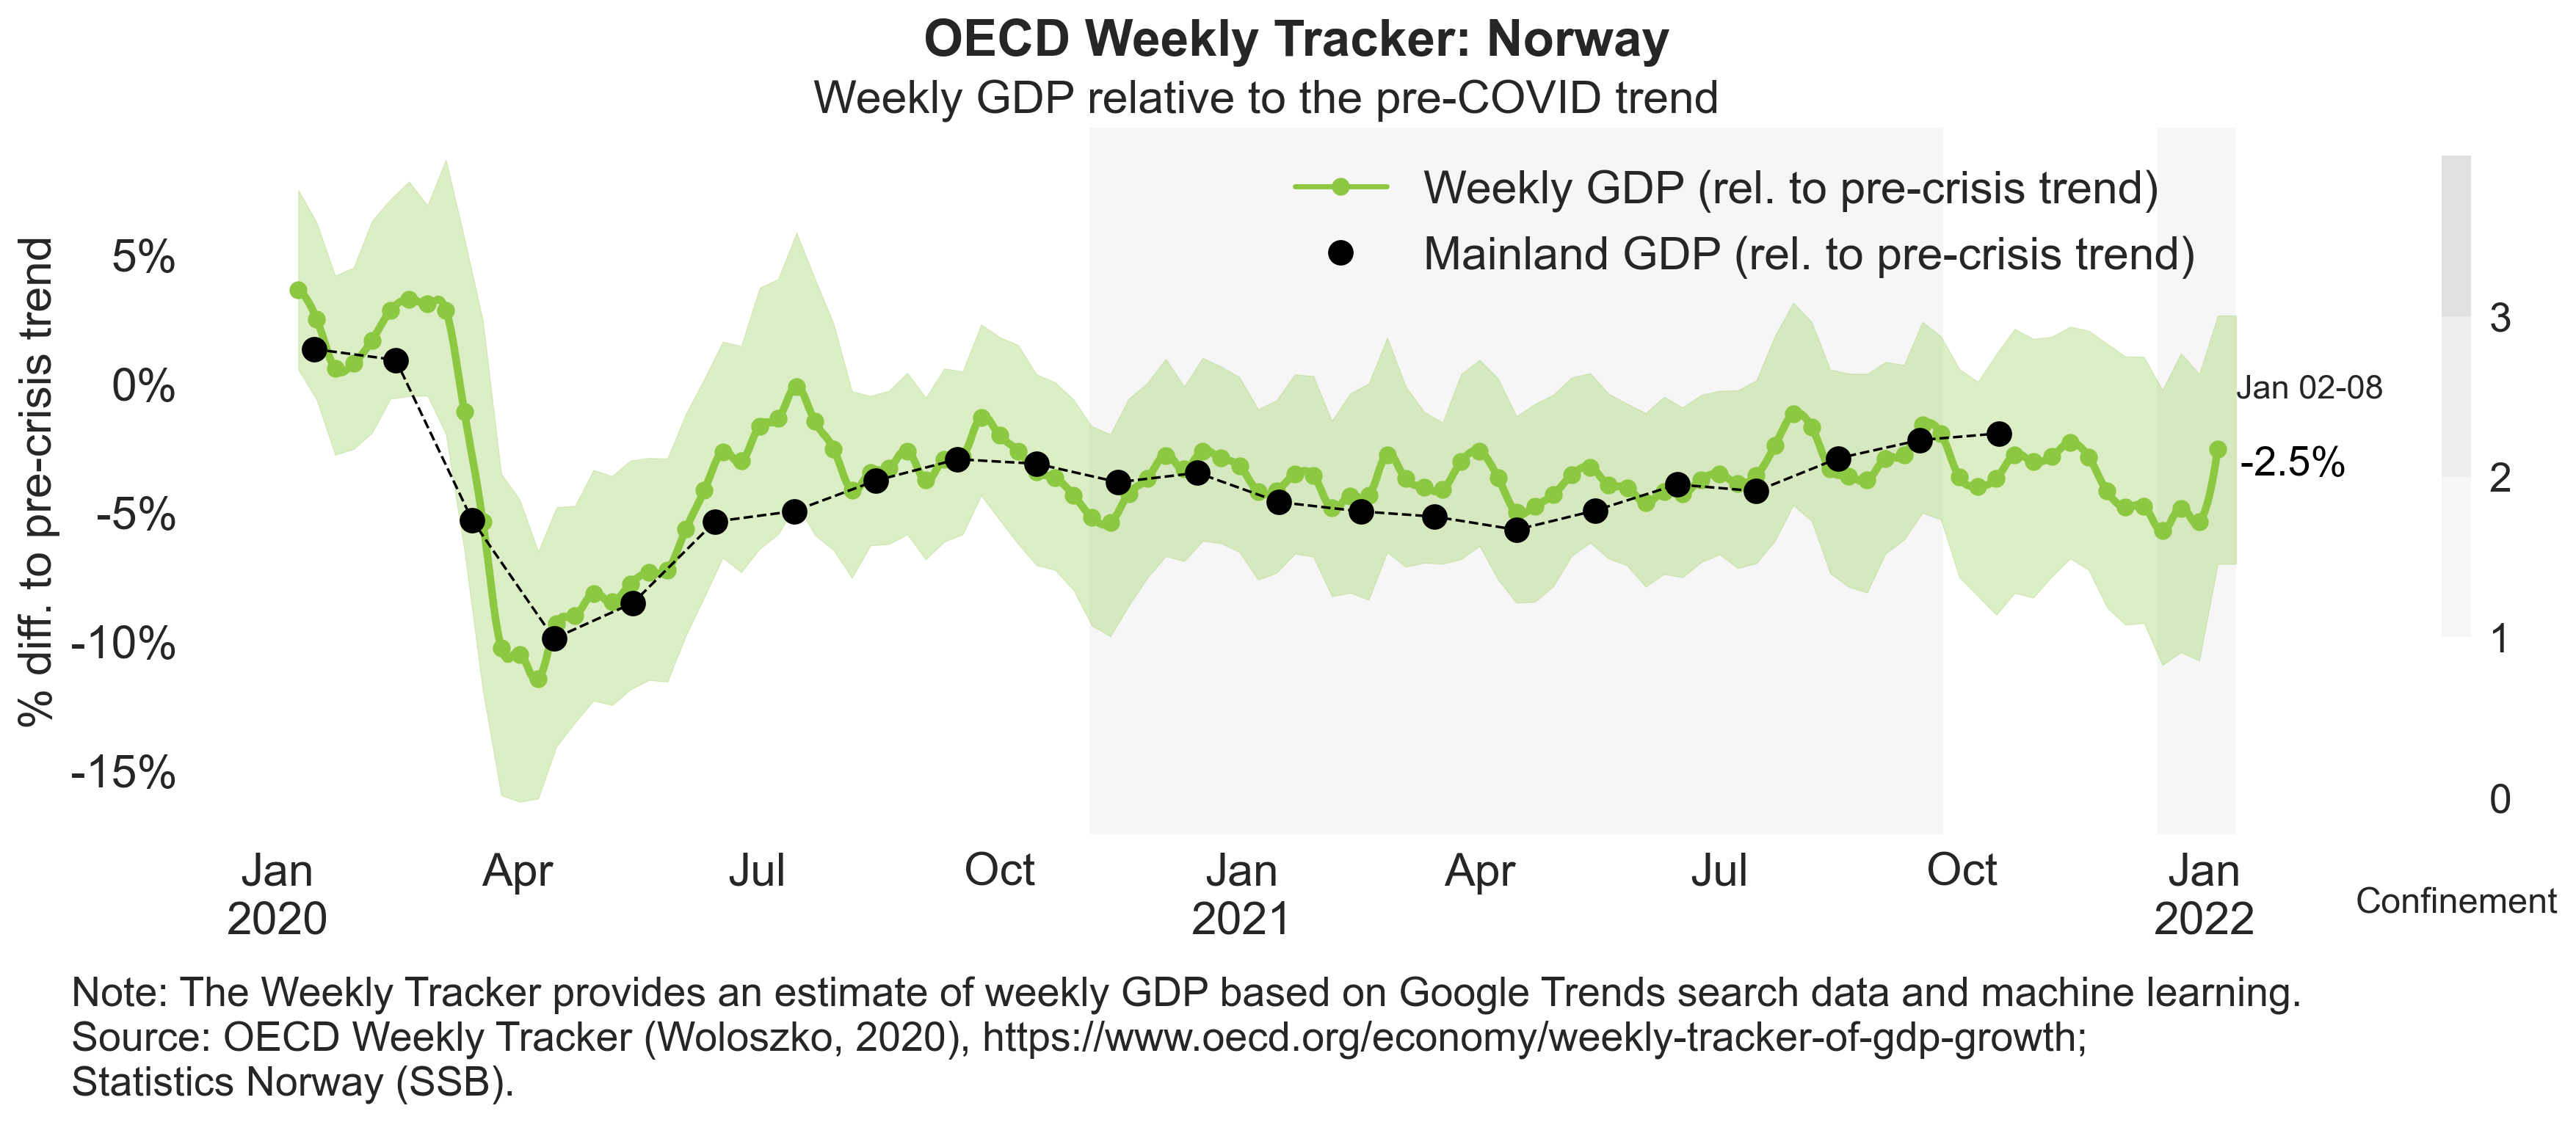 OECD Weekly Tracker: Norway
Weekly GDP relative to the pre-COVID trend
% diff. to pre-crisis trend
5%
0%
-5%
-10%
-15%
Weekly GDP (rel. to pre-crisis trend)
Mainland GDP (rel. to pre-crisis trend)
Jan 02-08
-2.5%
3
2
1
0
Confinement
Jan Apr Jul Oct Jan Apr Jul Oct Jan
2020 2021 2022
Note: The Weekly Tracker provides an estimate of weekly GDP based on Google Trends search data and machine learning.
Source: OECD Weekly Tracker (Woloszko, 2020), https://www.oecd.org/economy/weekly-tracker-of-gdp-growth;
Statistics Norway (SSB).